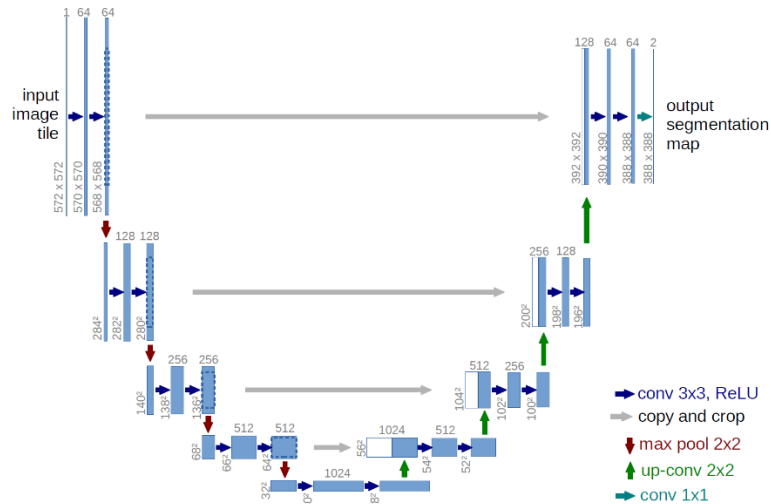 1 64 64
128 64 64 2
input
image
tile
output
segmentation
map
572 x 572
570 x 570
568 x 568
392 x 392
390 x 390
388 x 388
388 x 388
128 128
256 128
284²
282²
280²
200²
198²
196²
256 256
512 256
140²
138²
136²
104²
102²
100²
512 512
1024 512
68²
66²
64²
56²
54²
52²
1024
32²
conv 3x3, ReLU
copy and crop
max pool 2x2
up-conv 2x2
conv 1x1